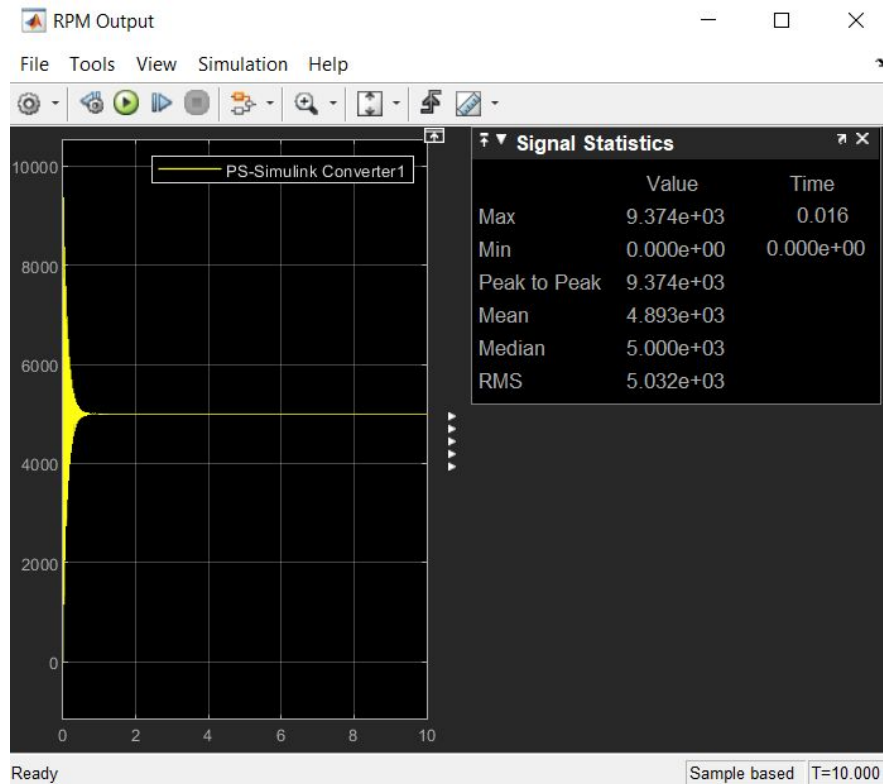 RPM Output
File Tools View Simulation Help
PS-Simulink Converter1
10000
8000
6000
4000
2000
0
0 2 4 6 8 10
Signal Statistics
Value Time
Max 9.374e+03 0.016
Min 0.000e+00 0.000e+00
Peak to Peak 9.374e+03
Mean 4.893e+03
Median 5.000e+03
RMS 5.032e+03
Ready Sample based T=10.000